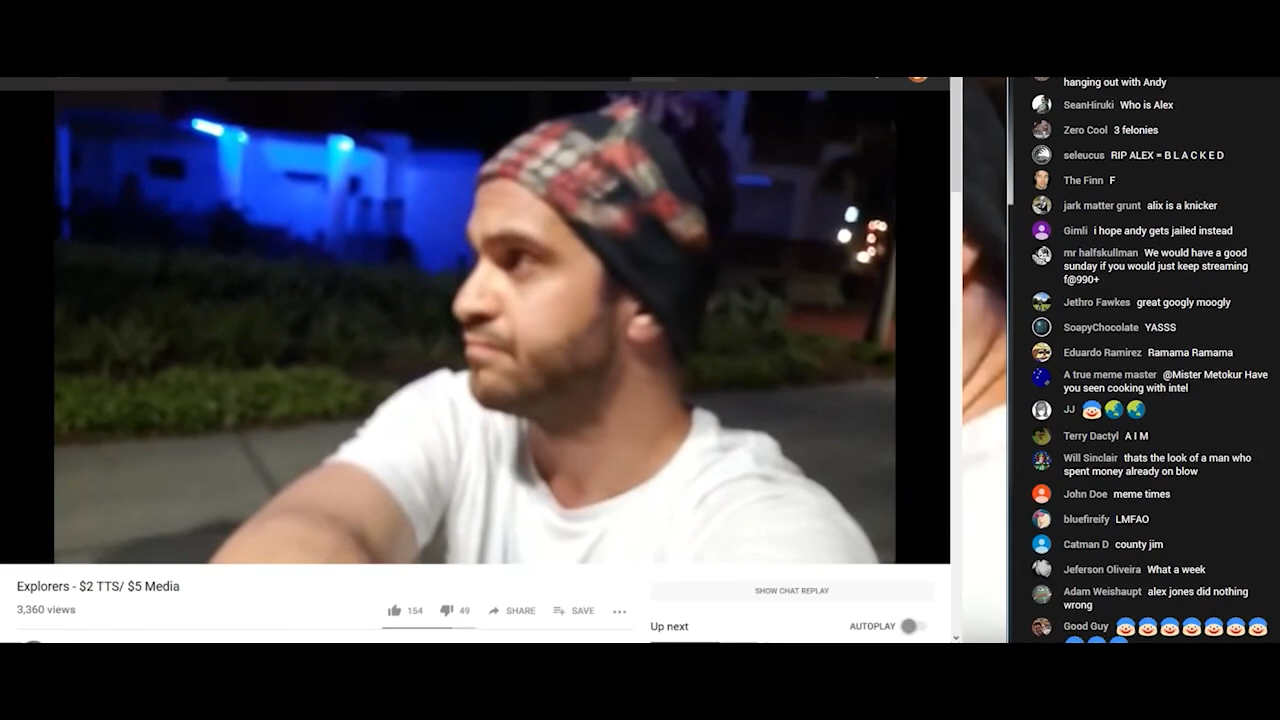 hanging out with Andy
SeanHiruki Who is Alex
Zero Cool 3 felonies
seleucus RIP ALEX = B L A C K E D
The Finn F
jark matter grunt alix is a knicker
Gimli i hope andy gets jailed instead
mr halfskullman We would have a good
sunday if you would just keep streaming
f@990+
Jethro Fawkes great googly moogly
SoapyChocolate YASSS
Eduardo Ramirez Ramama Ramama
A true meme master @Mister Metokur Have
you seen cooking with intel
JJ
Terry Dactyl A I M
Will Sinclair thats the look of a man who
spent money already on blow
John Doe meme times
bluefireify LMFAO
Catman D county jim
Jeferson Oliveira What a week
Adam Weishaupt alex jones did nothing
wrong
Good Guy
Explorers - $2 TTS/ $5 Media
3,360 views
154 49 SHARE SAVE
SHOW CHAT REPLAY
Up next AUTOPLAY